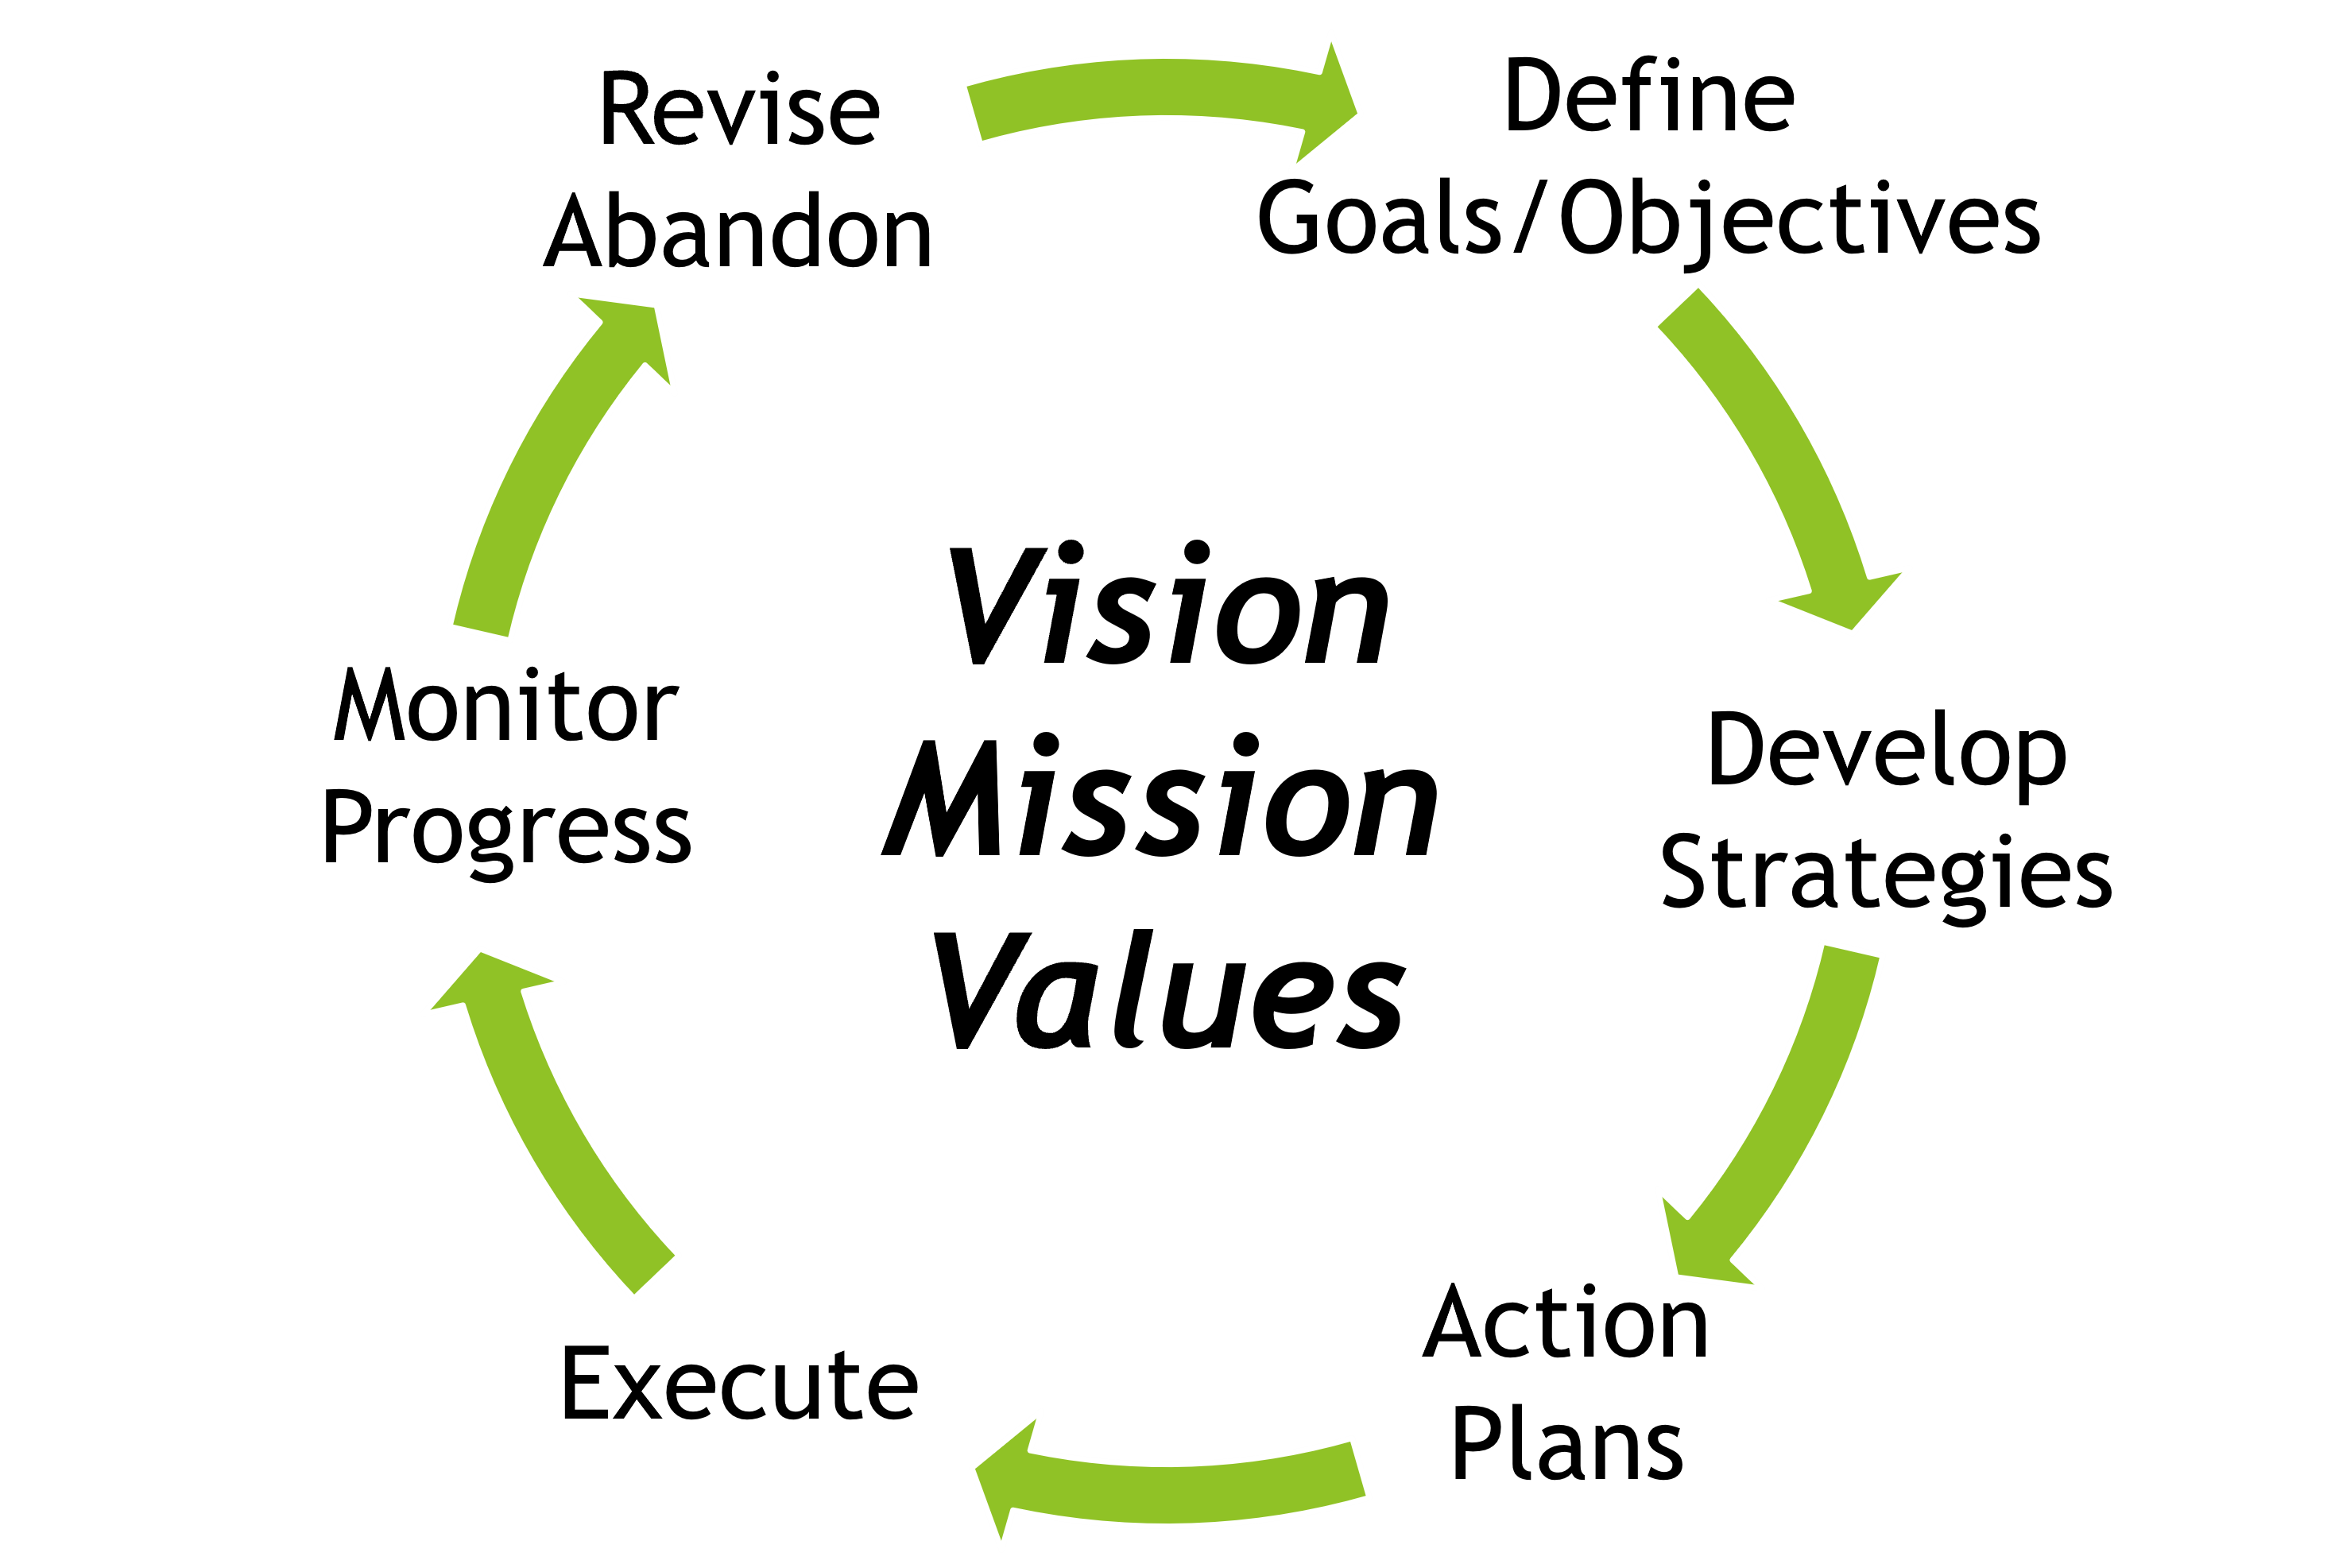 Revise
Abandon
Define
Goals/Objectives
Develop
Strategies
Action
Plans
Execute
Monitor
Progress
Vision
Mission
Values